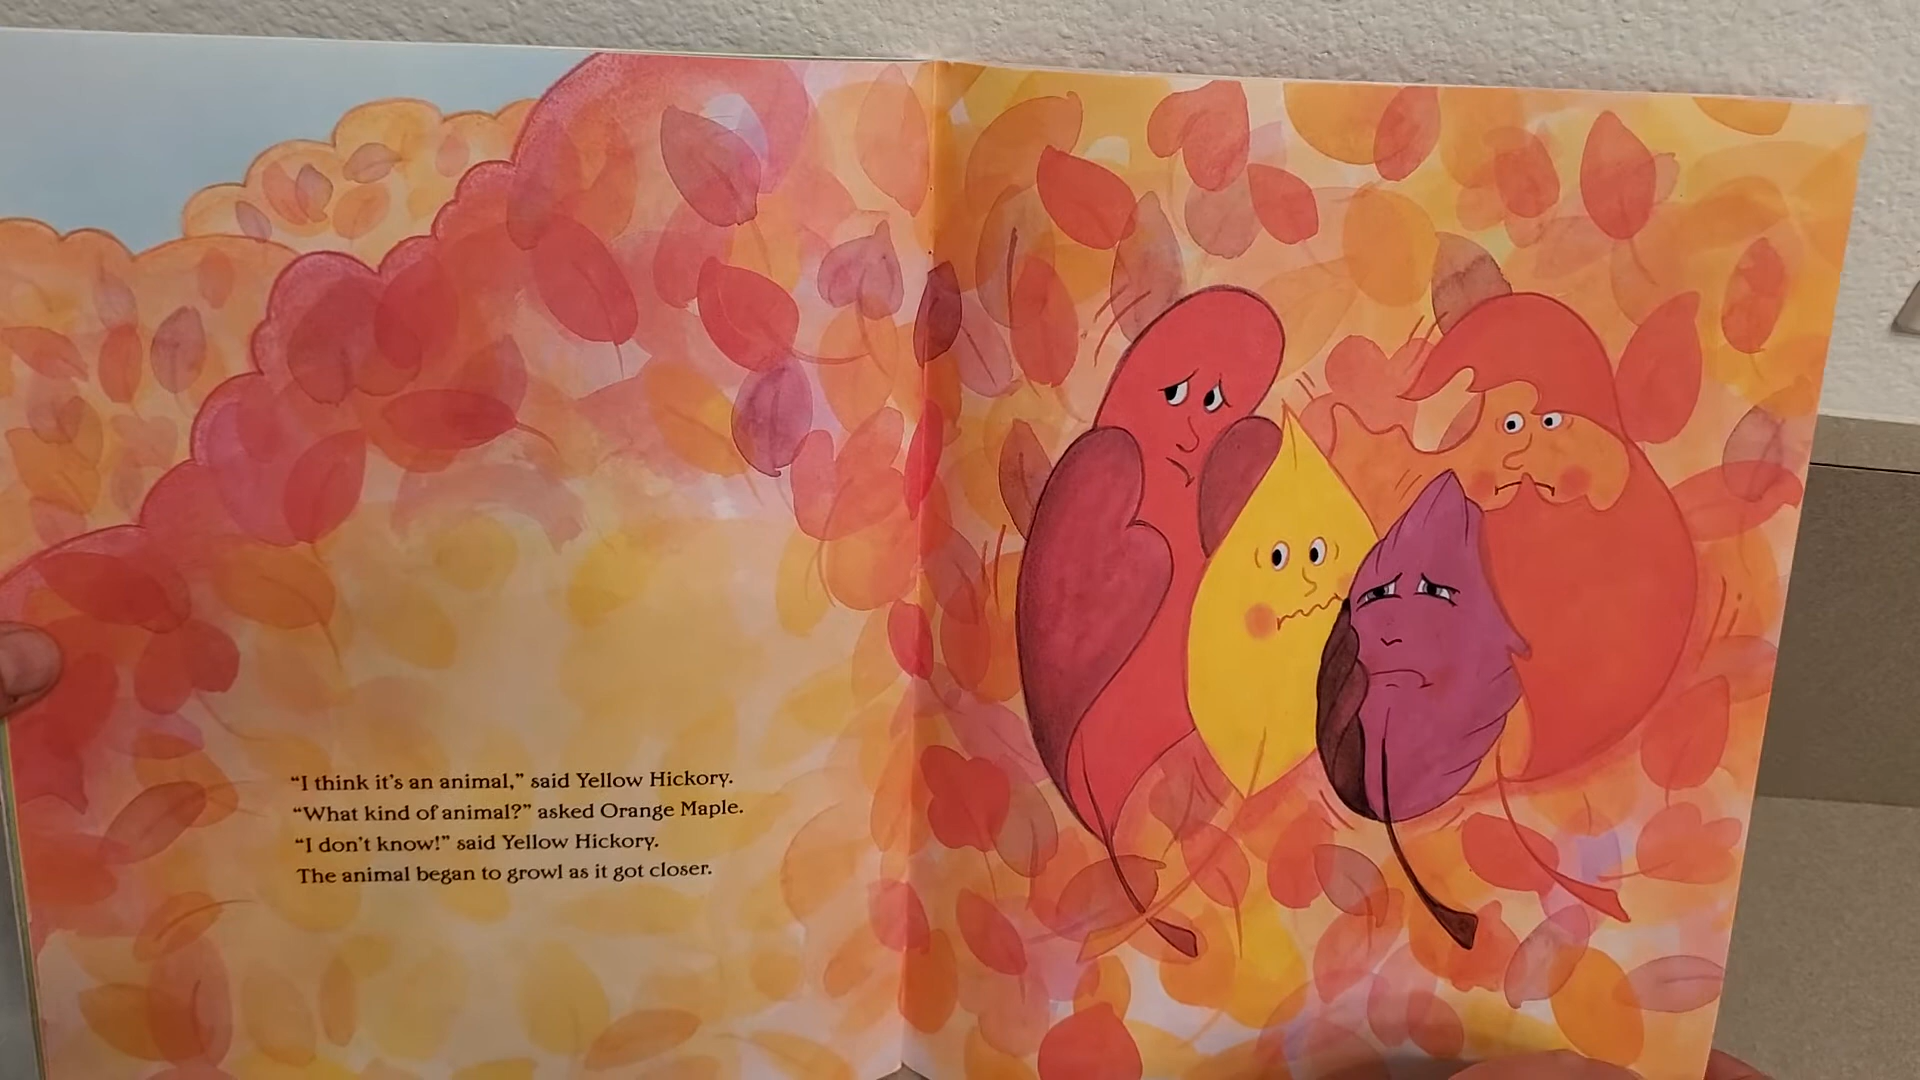 “I think it's an animal,” said Yellow Hickory.
“What kind of animal?” asked Orange Maple.
“I don't know!” said Yellow Hickory.
The animal began to growl as it got closer.